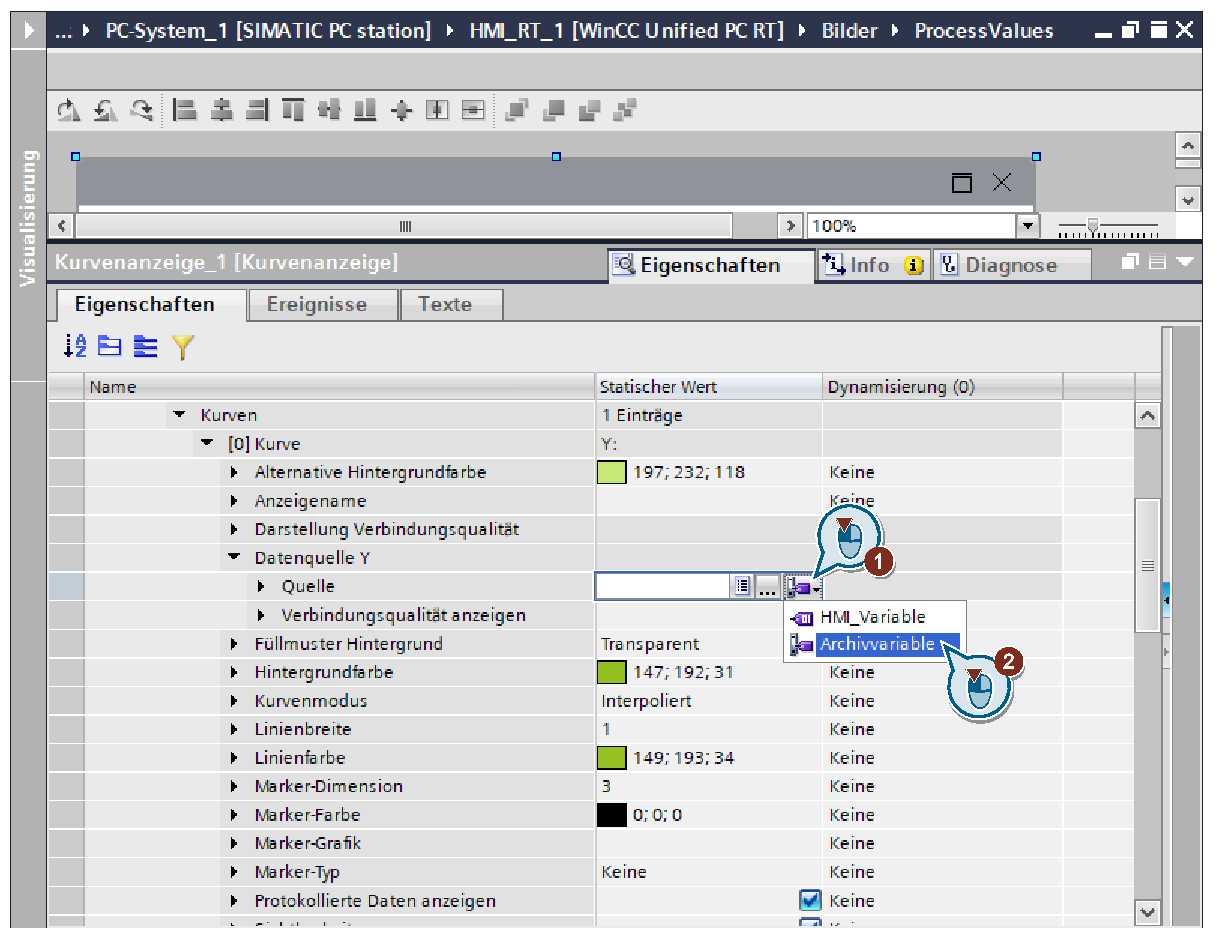 ... PC-System_1 [SIMATIC PC station] HMI_RT_1 [WinCC Unified PC RT] Bilder ProcessValues
Visualisierung
100%
Kurvenanzeige_1 [Kurvenanzeige] Eigenschaften Info Diagnose
Eigenschaften Ereignisse Texte
Name Statischer Wert Dynamisierung (0)
Kurven 1 Einträge
[0] Kurve Y:
Alternative Hintergrundfarbe 197; 232; 118 Keine
Anzeigename Keine
Darstellung Verbindungsqualität
Datenquelle Y
1
Quelle ...
Verbindungsqualität anzeigen HMI_Variable
Füllmuster Hintergrund Transparent Archivvariable
2
Hintergrundfarbe 147; 192; 31 Keine
Kurvenmodus Interpoliert Keine
Linienbreite 1 Keine
Linienfarbe 149; 193; 34 Keine
Marker-Dimension 3 Keine
Marker-Farbe 0; 0; 0 Keine
Marker-Grafik Keine
Marker-Typ Keine Keine
Protokollierte Daten anzeigen Keine